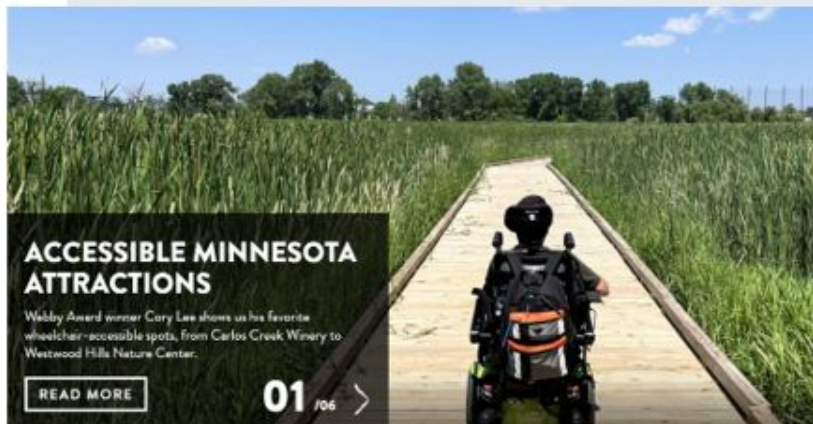 ACCESSIBLE MINNESOTA
ATTRACTIONS
Webby Award winner Cory Lee shows us his favorite
wheelchair-accessible spots, from Carlos Creek Winery to
Westwood Hills Nature Center.
READ MORE
01 /06